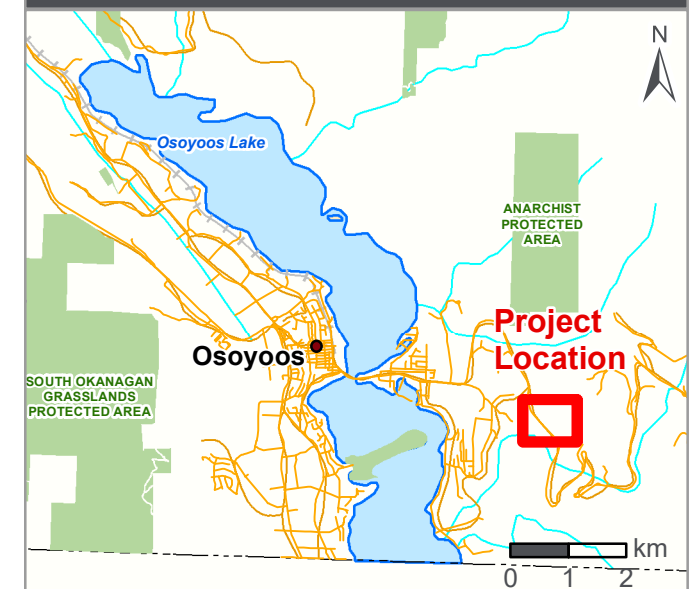 N
Osoyoos Lake
ANARCHIST
PROTECTED
AREA
Project
Location
Osoyoos
SOUTH OKANAGAN
GRASSLANDS
PROTECTED AREA
km
0 1 2